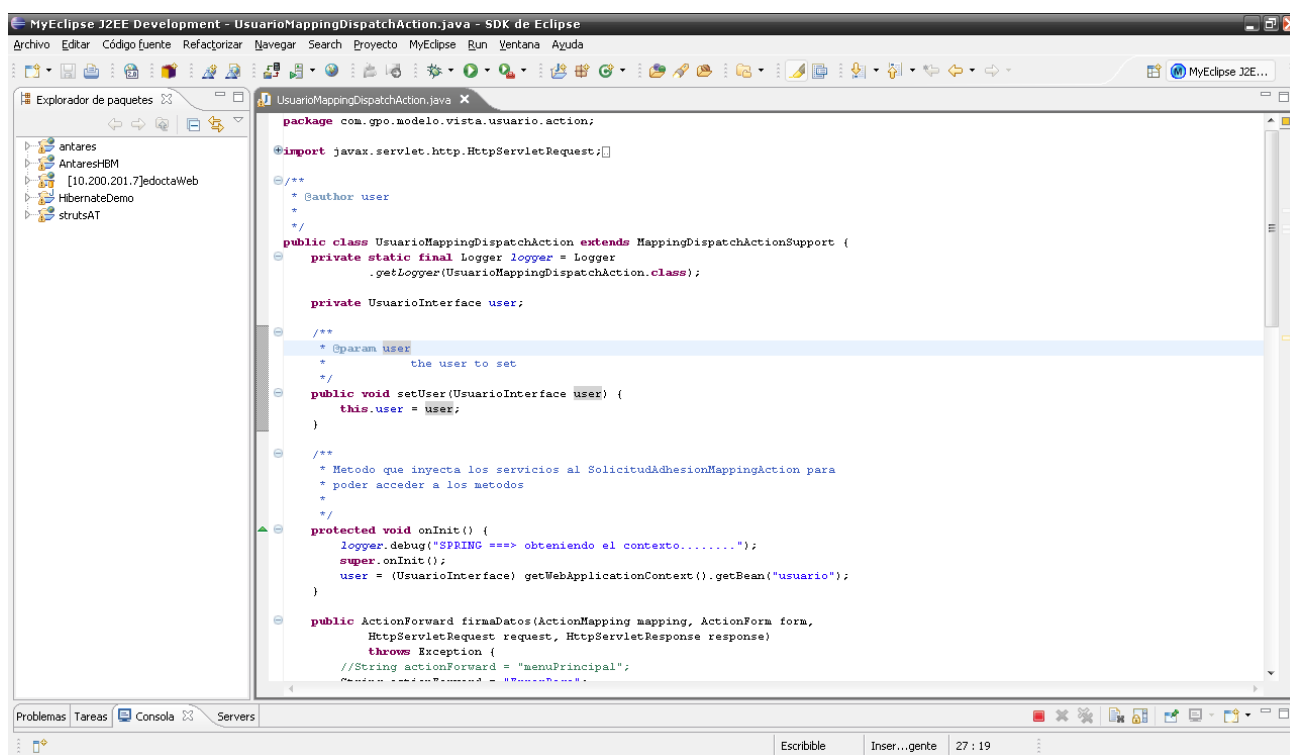 MyEclipse J2EE Development - UsuarioMappingDispatchAction.java - SDK de Eclipse
Archivo Editar Código fuente Refactorizar Navegar Search Proyecto MyEclipse Run Ventana Ayuda
MyEclipse J2E...
Explorador de paquetes
UsuarioMappingDispatchAction.java
antares
AntaresHBM
[10.200.201.7]edoctaWeb
HibernateDemo
strutsAT
package com.gpo.modelo.vista.usuario.action;
import javax.servlet.http.HttpServletRequest;
/**
* @author user
*
*/
public class UsuarioMappingDispatchAction extends MappingDispatchActionSupport {
private static final Logger logger = Logger
.getLogger(UsuarioMappingDispatchAction.class);
private UsuarioInterface user;
/**
* @param user
* the user to set
*/
public void setUser(UsuarioInterface user) {
this.user = user;
}
/**
* Metodo que inyecta los servicios al SolicitudAdhesionMappingAction para
* poder acceder a los metodos
*
*/
protected void onInit() {
logger.debug("SPRING ===> obteniendo el contexto........");
super.onInit();
user = (UsuarioInterface) getWebApplicationContext().getBean("usuario");
}
public ActionForward firmaDatos(ActionMapping mapping, ActionForm form,
HttpServletRequest request, HttpServletResponse response)
throws Exception {
//String actionForward = "menuPrincipal";
String actionForward =
Problemas Tareas Consola Servers
Escribible Inser...gente 27 : 19